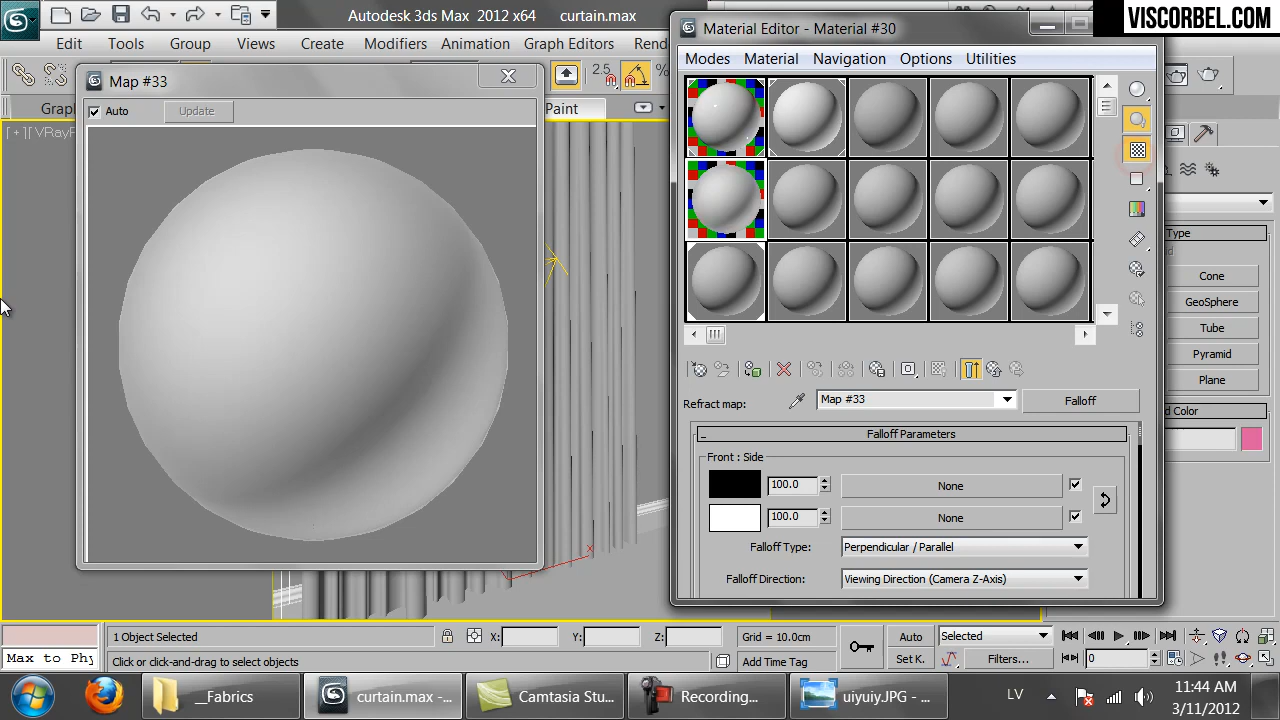 Autodesk 3ds Max 2012 x64 curtain.max
VISCORBEL.COM
Edit Tools Group Views Create Modifiers Animation Graph Editors
2.5 %
Material Editor - Material #30
Modes Material Navigation Options Utilities
Map #33
Auto Update
Paint
Refract map: Map #33 Falloff
Falloff Parameters
Front : Side
100.0 None
100.0 None
Falloff Type: Perpendicular / Parallel
Falloff Direction: Viewing Direction (Camera Z-Axis)
Type
Cone
GeoSphere
Tube
Pyramid
Plane
Color
1 Object Selected X: Y: Z: Grid = 10.0cm Auto Selected
Max to Phy Click or click-and-drag to select objects Add Time Tag Set K. Filters... 0
__Fabrics curtain.max -... Camtasia Stu... Recording... uiyuiy.JPG - ... LV 11:44 AM
3/11/2012